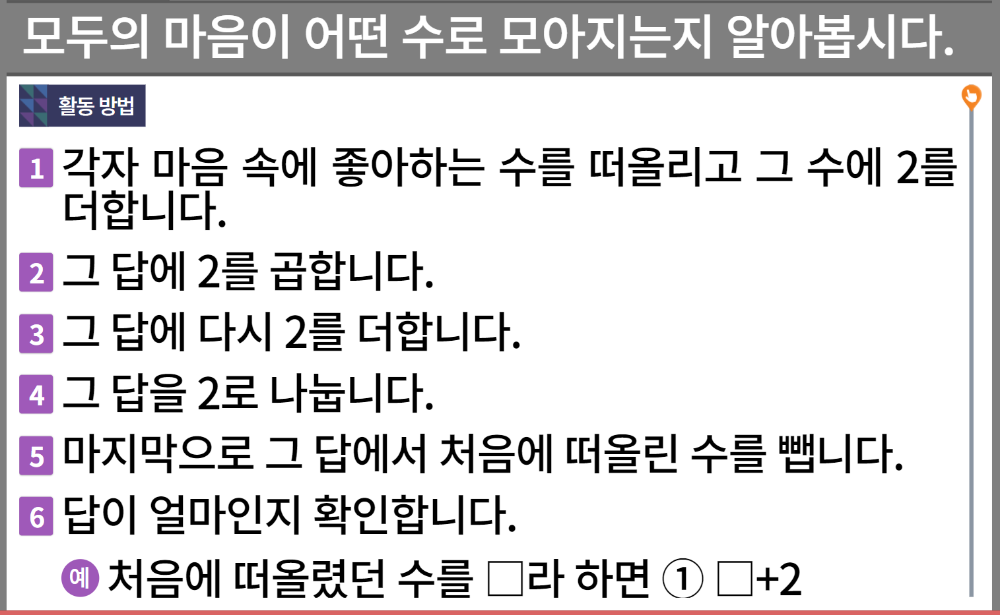 모두의 마음이 어떤 수로 모아지는지 알아봅시다.
활동 방법
1 각자 마음 속에 좋아하는 수를 떠올리고 그 수에 2를
더합니다.
2 그 답에 2를 곱합니다.
3 그 답에 다시 2를 더합니다.
4 그 답을 2로 나눕니다.
5 마지막으로 그 답에서 처음에 떠올린 수를 뺍니다.
6 답이 얼마인지 확인합니다.
예 처음에 떠올렸던 수를 □라 하면 ① □+2